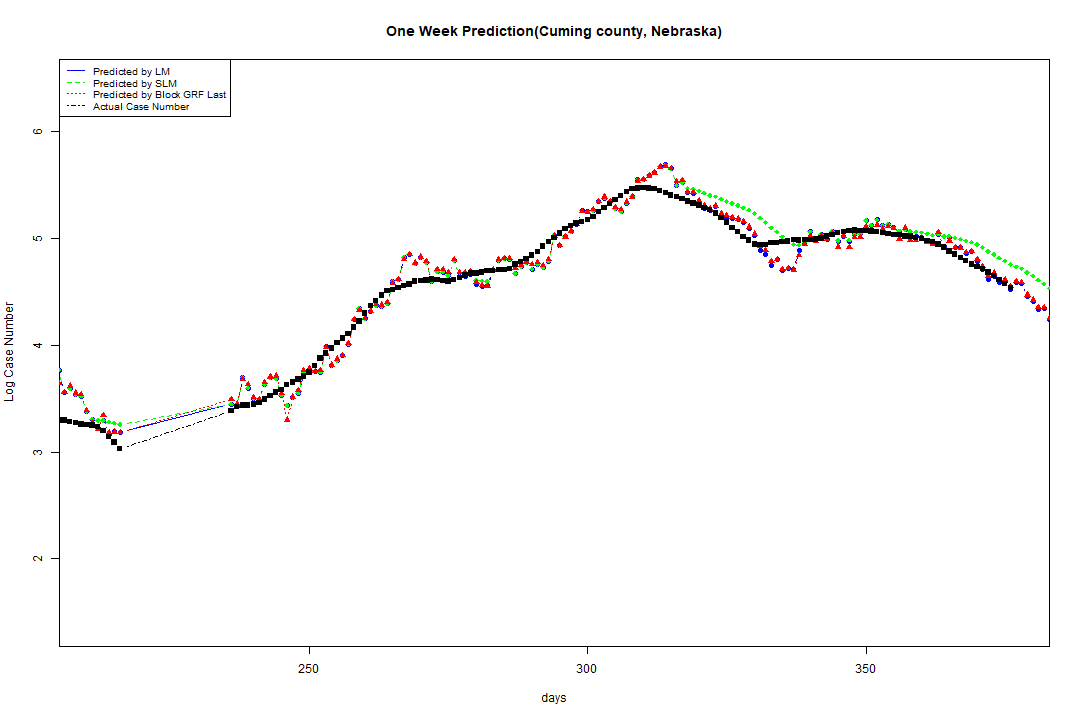 One Week Prediction(Cuming county, Nebraska)
Predicted by LM
Predicted by SLM
Predicted by Block GRF Last
Actual Case Number
6
5
4
3
2
Log Case Number
250
300
350
days